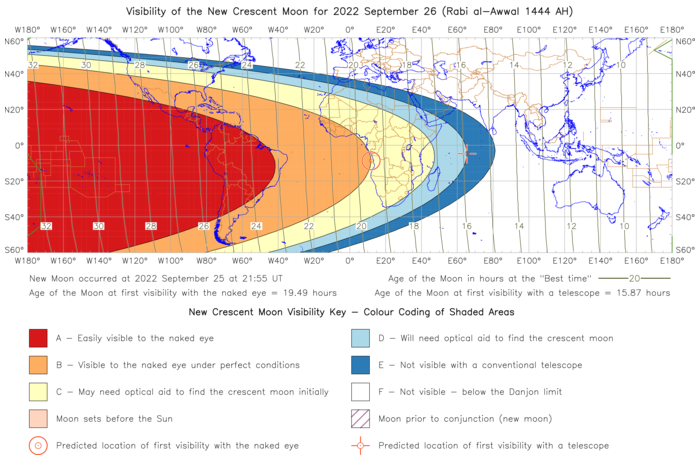 Visibility of the New Crescent Moon for 2022 September 26 (Rabi al-Awwal 1444 AH)
W180° W160° W140° W120° W100° W80° W60° W40° W20° 0° E20° E40° E60° E80° E100° E120° E140° E160° E180°
N60° N60°
32 30 28 26 24 22 20 18 16 14 12 10
N40° N40°
N20° N20°
0° 0°
S20° S20°
S40° S40°
32 30 28 26 24 22 20 18 16 14 12 10
S60° S60°
W180° W160° W140° W120° W100° W80° W60° W40° W20° 0° E20° E40° E60° E80° E100° E120° E140° E160° E180°
New Moon occurred at 2022 September 25 at 21:55 UT
Age of the Moon in hours at the "Best time" 20
Age of the Moon at first visibility with the naked eye = 19.49 hours
Age of the Moon at first visibility with a telescope = 15.87 hours
New Crescent Moon Visibility Key – Colour Coding of Shaded Areas
A – Easily visible to the naked eye
D – Will need optical aid to find the crescent moon
B – Visible to the naked eye under perfect conditions
E – Not visible with a conventional telescope
C – May need optical aid to find the crescent moon initially
F – Not visible – below the Danjon limit
Moon sets before the Sun
Moon prior to conjunction (new moon)
Predicted location of first visibility with the naked eye
Predicted location of first visibility with a telescope